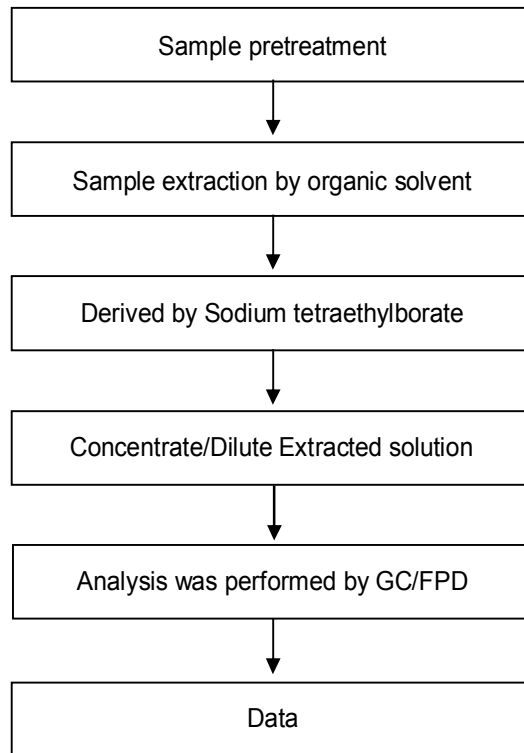 Sample pretreatment
Sample extraction by organic solvent
Derived by Sodium tetraethylborate
Concentrate/Dilute Extracted solution
Analysis was performed by GC/FPD
Data